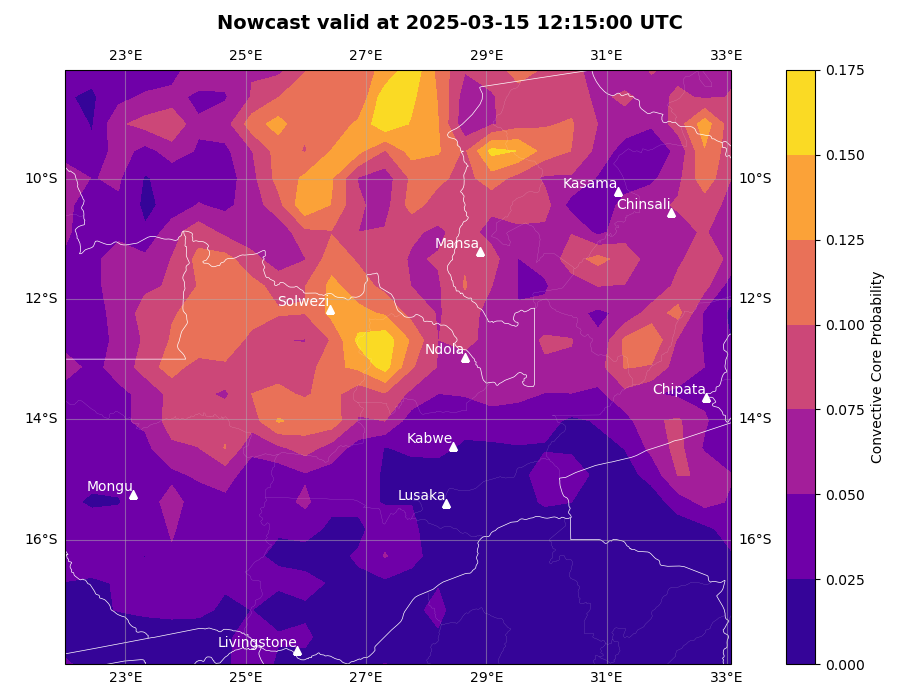 Nowcast valid at 2025-03-15 12:15:00 UTC
23°E 25°E 27°E 29°E 31°E 33°E
0.175
0.150
10°S Kasama 10°S
Chinsali
0.125
Mansa
12°S Solwezi 12°S
0.100
Ndola
Chipata
0.075
14°S 14°S
Kabwe
Mongu Lusaka
0.050
16°S 16°S
0.025
Livingstone
0.000
23°E 25°E 27°E 29°E 31°E 33°E
Convective Core Probability